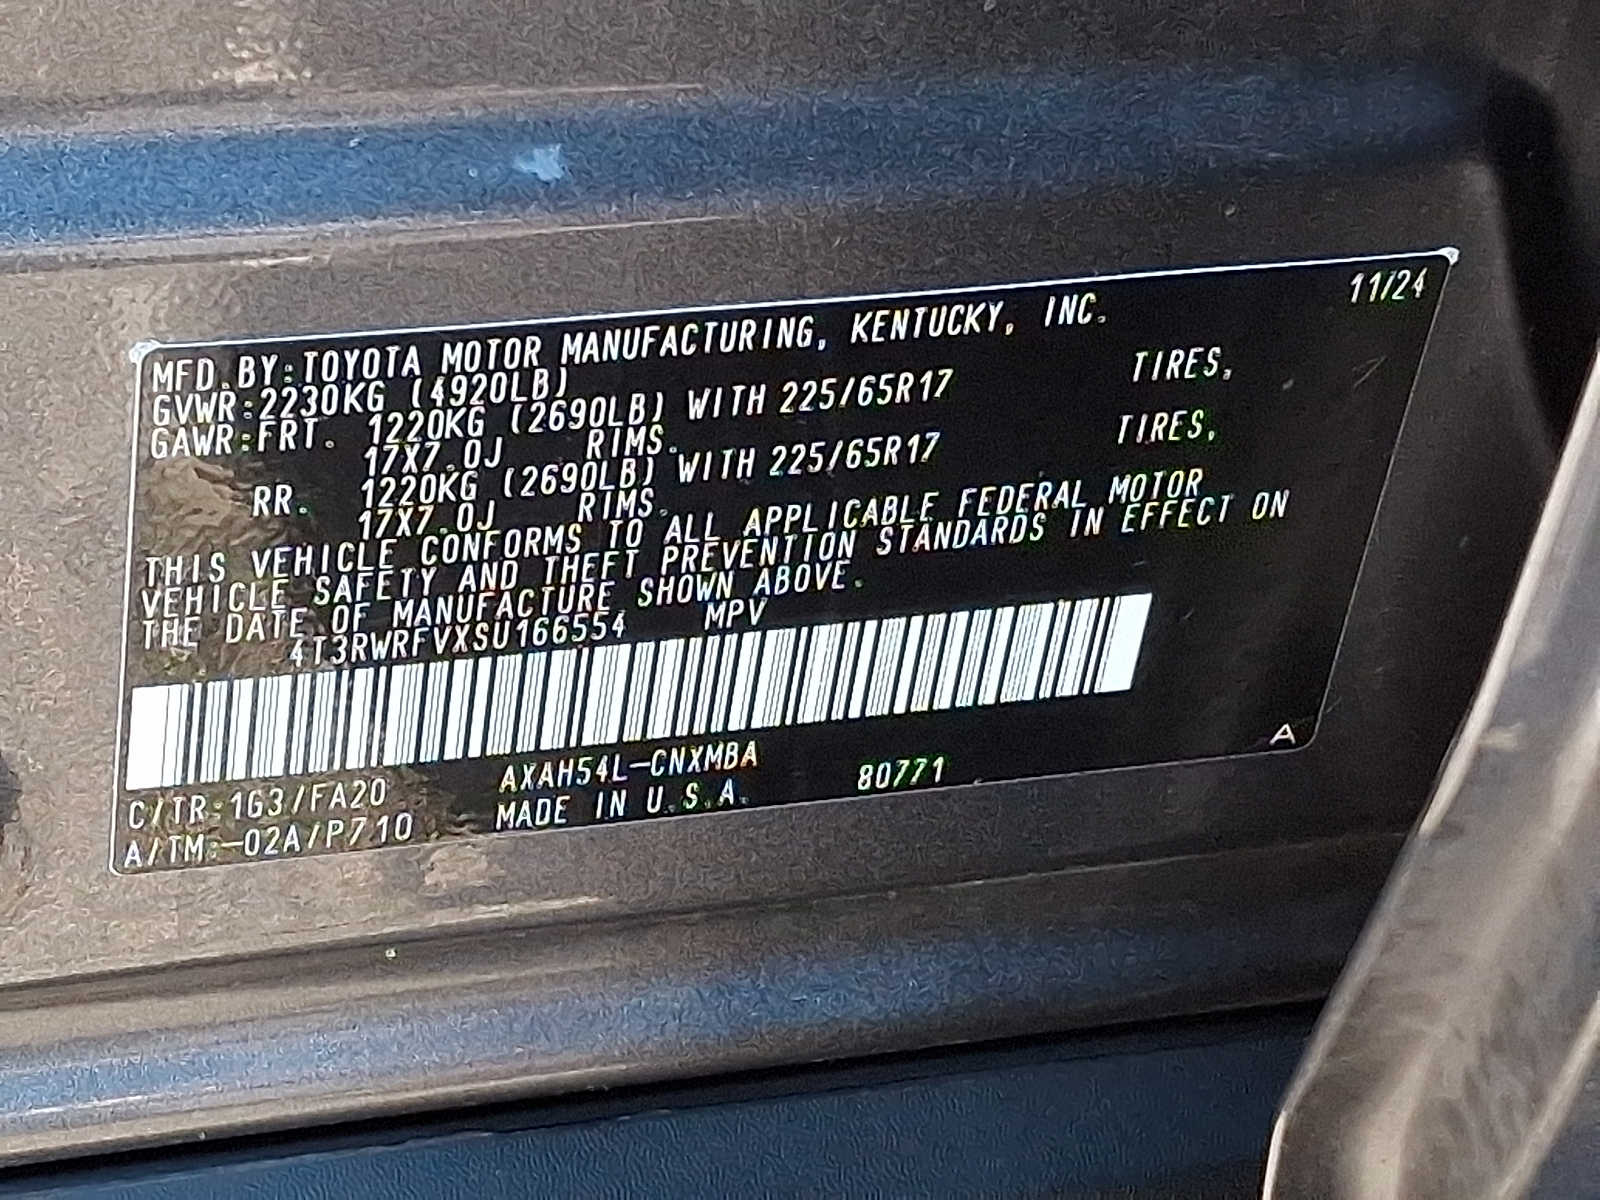 11/24
MFD.BY:TOYOTA MOTOR MANUFACTURING, KENTUCKY, INC.
GVWR:2230KG (4920LB)
GAWR:FRT. 1220KG (2690LB) WITH 225/65R17 TIRES,
17X7.0J RIMS.
RR. 1220KG (2690LB) WITH 225/65R17 TIRES,
17X7.0J RIMS.
THIS VEHICLE CONFORMS TO ALL APPLICABLE FEDERAL MOTOR
VEHICLE SAFETY AND THEFT PREVENTION STANDARDS IN EFFECT ON
THE DATE OF MANUFACTURE SHOWN ABOVE.
4T3RWRFVXSU166554 MPV
C/TR:1G3/FA20 AXAH54L-CNXMBA
A/TM:-02A/P710 MADE IN U.S.A. 80771
A